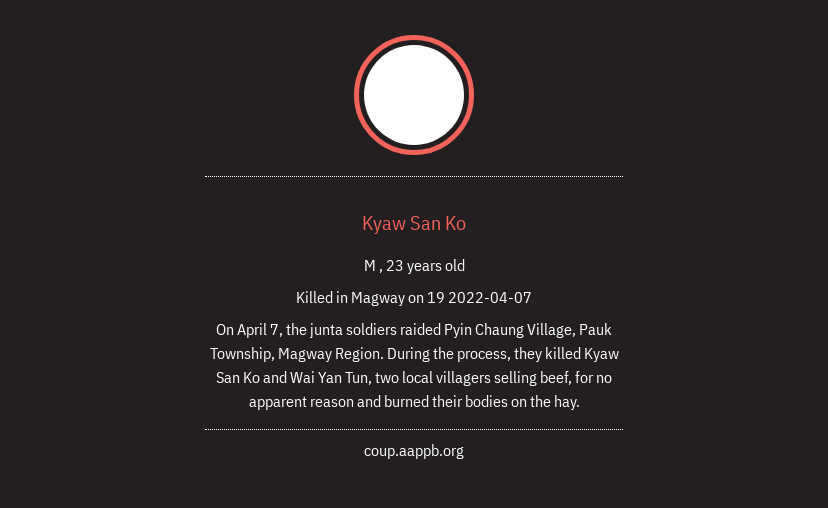 Kyaw San Ko
M , 23 years old
Killed in Magway on 19 2022-04-07
On April 7, the junta soldiers raided Pyin Chaung Village, Pauk
Township, Magway Region. During the process, they killed Kyaw
San Ko and Wai Yan Tun, two local villagers selling beef, for no
apparent reason and burned their bodies on the hay.
coup.aappb.org